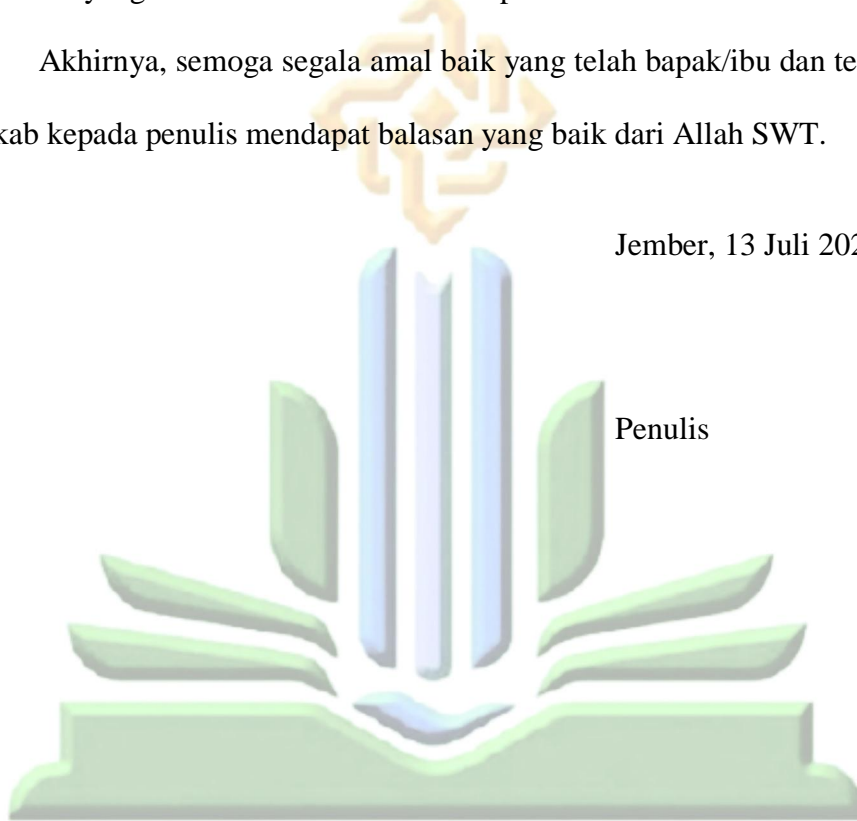 Akhirnya, semoga segala amal baik yang telah bapak/ibu dan
kepada penulis mendapat balasan yang baik dari Allah SWT.
Jember, 13 Juli
Penulis